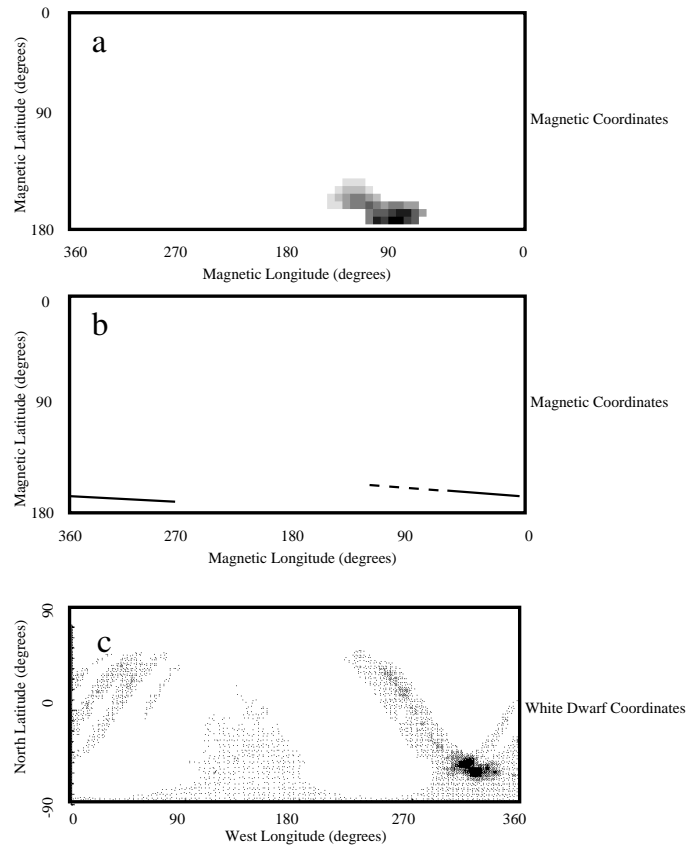 0
a
Magnetic Latitude (degrees)
90
Magnetic Coordinates
180
360 270 180 90 0
Magnetic Longitude (degrees)
0
b
Magnetic Latitude (degrees)
90
Magnetic Coordinates
180
360 270 180 90 0
Magnetic Longitude (degrees)
90
c
North Latitude (degrees)
0
White Dwarf Coordinates
-90
0 90 180 270 360
West Longitude (degrees)